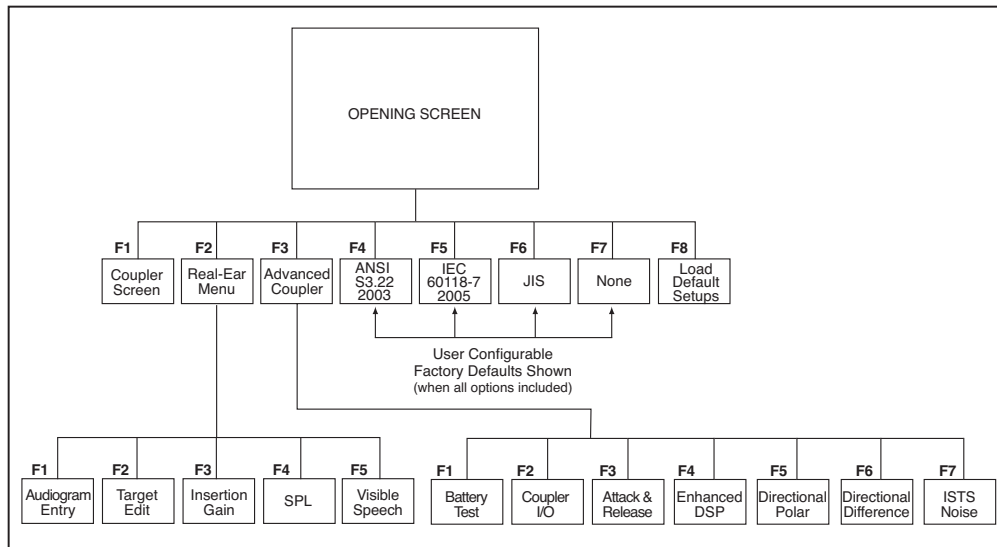 OPENING SCREEN
F1
F2
F3
F4
F5
F6
F7
F8
Coupler
Screen
Real-Ear
Menu
Advanced
Coupler
ANSI
S3.22
2003
IEC
60118-7
2005
JIS
None
Load
Default
Setups
User Configurable
Factory Defaults Shown
(when all options included)
F1
F2
F3
F4
F5
Audiogram
Entry
Target
Edit
Insertion
Gain
SPL
Visible
Speech
F1
F2
F3
F4
F5
F6
F7
Battery
Test
Coupler
I/O
Attack &
Release
Enhanced
DSP
Directional
Polar
Directional
Difference
ISTS
Noise